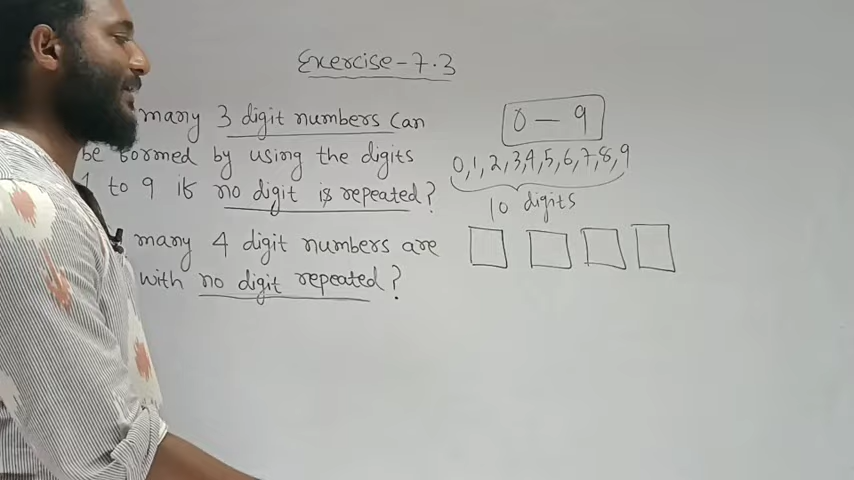 Exercise-7.3
many 3 digit numbers can
be formed by using the digits
1 to 9 if no digit is repeated?
many 4 digit numbers are
with no digit repeated?
0 — 9
0,1,2,3,4,5,6,7,8,9
10 digits